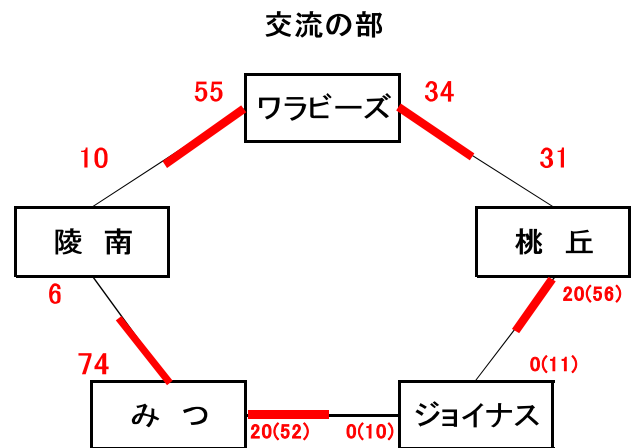 交流の部
55
ワラビーズ
34
10
31
陵 南
桃 丘
6
20(56)
74
0(11)
み つ
ジョイナス
20(52)
0(10)